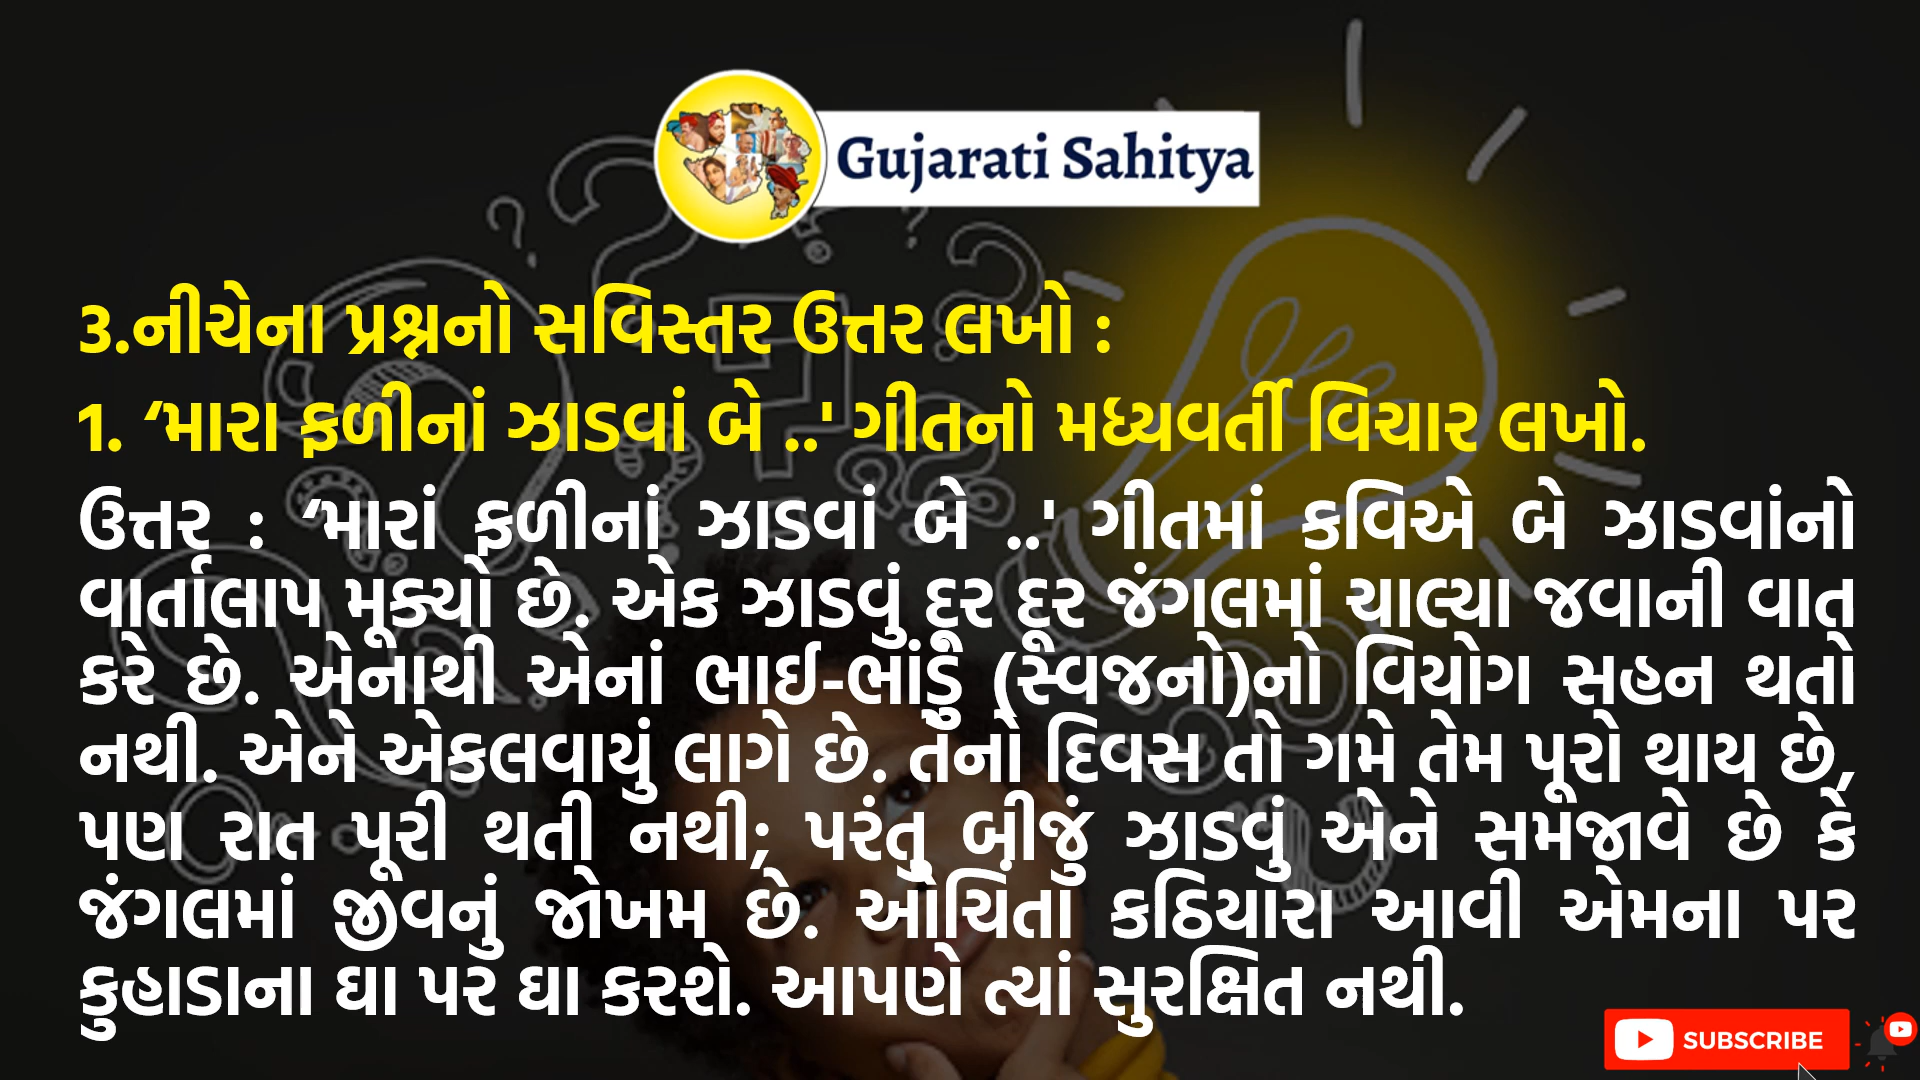 Gujarati Sahitya
૩.નીચેના પ્રશ્નનો સવિસ્તર ઉત્તર લખો :
1. ‘મારા ફળીનાં ઝાડવાં બે ..' ગીતનો મધ્યવર્તી વિચાર લખો.
ઉત્તર : ‘મારાં ફળીનાં ઝાડવાં બે ..' ગીતમાં કવિએ બે ઝાડવાંનો
વાર્તાલાપ મૂક્યો છે. એક ઝાડવું દૂર દૂર જંગલમાં ચાલ્યા જવાની વાત
કરે છે. એનાથી એનાં ભાઈ-ભાંડુ (સ્વજનો)નો વિયોગ સહન થતો
નથી. એને એકલવાયું લાગે છે. તેનો દિવસ તો ગમે તેમ પૂરો થાય છે,
પણ રાત પૂરી થતી નથી; પરંતુ બીજું ઝાડવું એને સમજાવે છે કે
જંગલમાં જીવનું જોખમ છે. ઓચિંતા કઠિયારા આવી એમના પર
કુહાડાના ઘા પર ઘા કરશે. આપણે ત્યાં સુરક્ષિત નથી.
SUBSCRIBE